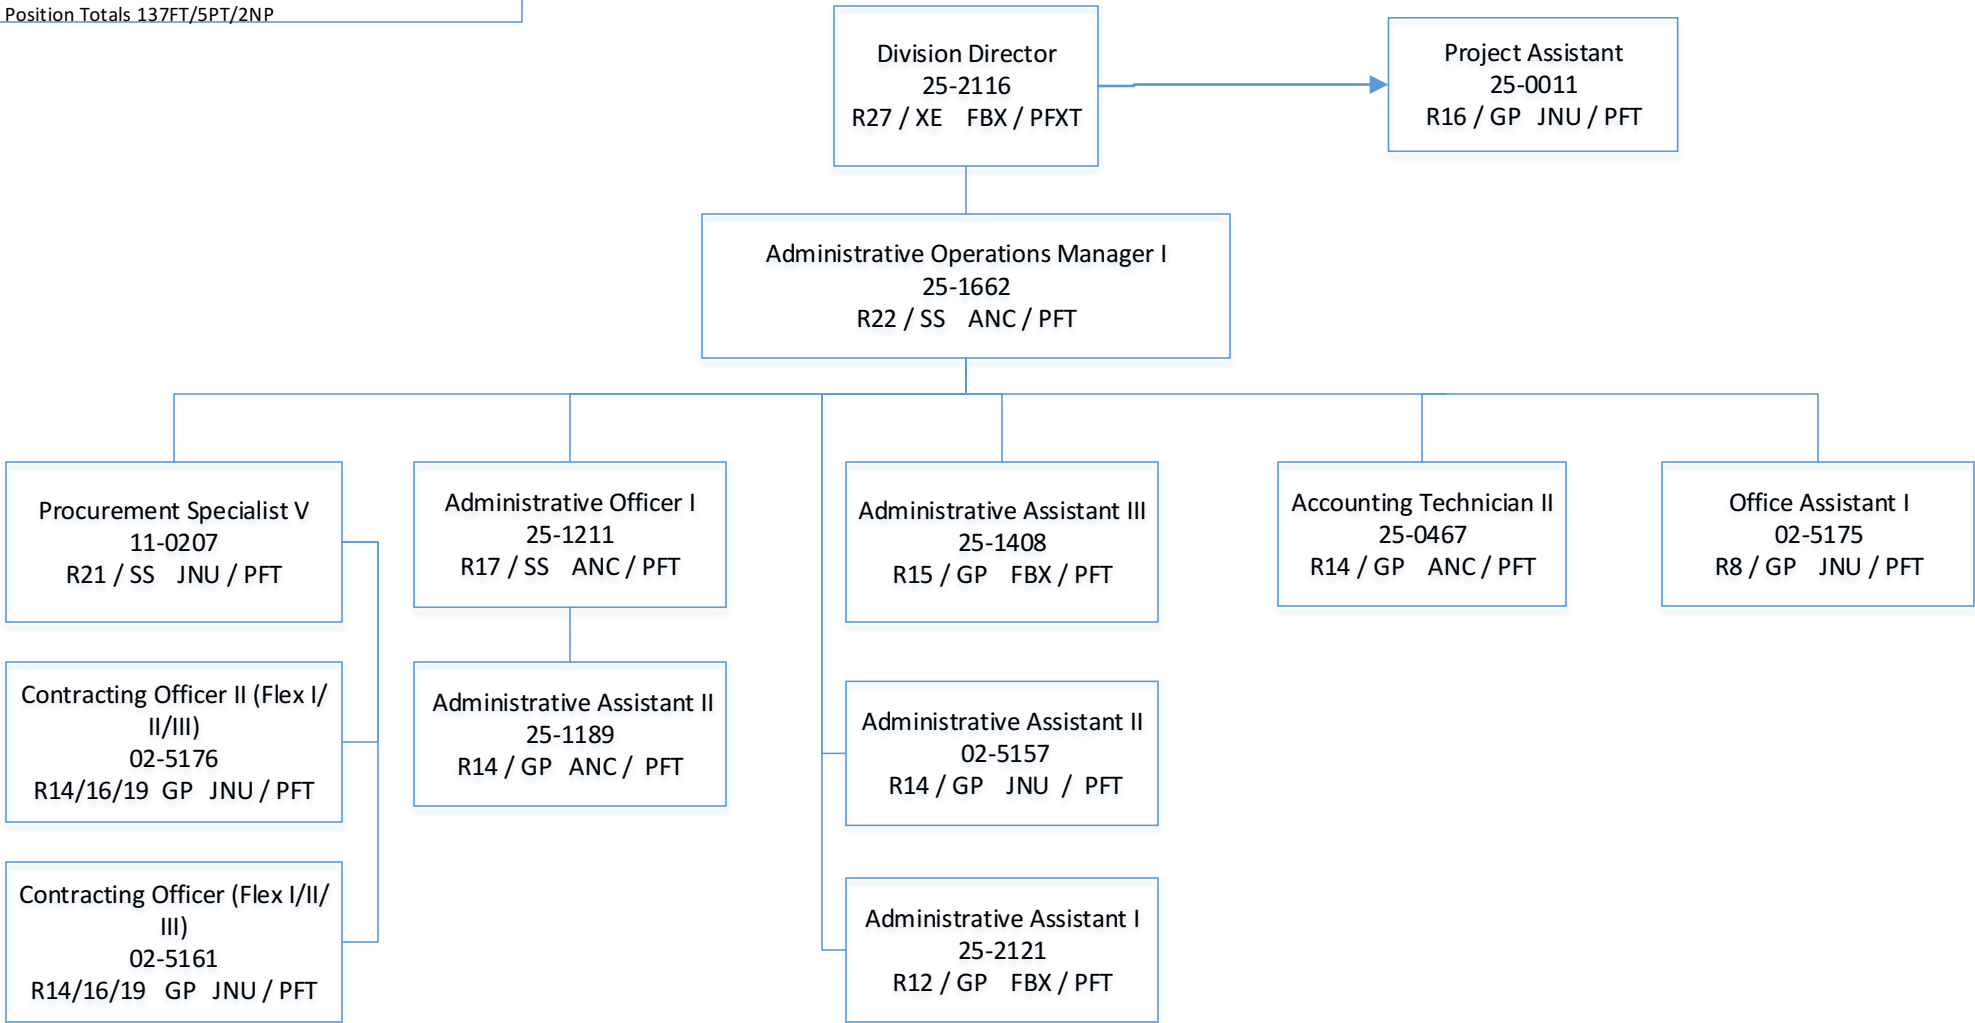 Position Totals 137FT/5PT/2NP
Division Director
25-2116
R27 / XE FBX / PFXT
Project Assistant
25-0011
R16 / GP JNU / PFT
Administrative Operations Manager I
25-1662
R22 / SS ANC / PFT
Procurement Specialist V
11-0207
R21 / SS JNU / PFT
Administrative Officer I
25-1211
R17 / SS ANC / PFT
Administrative Assistant III
25-1408
R15 / GP FBX / PFT
Accounting Technician II
25-0467
R14 / GP ANC / PFT
Office Assistant I
02-5175
R8 / GP JNU / PFT
Contracting Officer II (Flex I/
II/III)
02-5176
R14/16/19 GP JNU / PFT
Administrative Assistant II
25-1189
R14 / GP ANC / PFT
Administrative Assistant II
02-5157
R14 / GP JNU / PFT
Contracting Officer (Flex I/II/
III)
02-5161
R14/16/19 GP JNU / PFT
Administrative Assistant I
25-2121
R12 / GP FBX / PFT